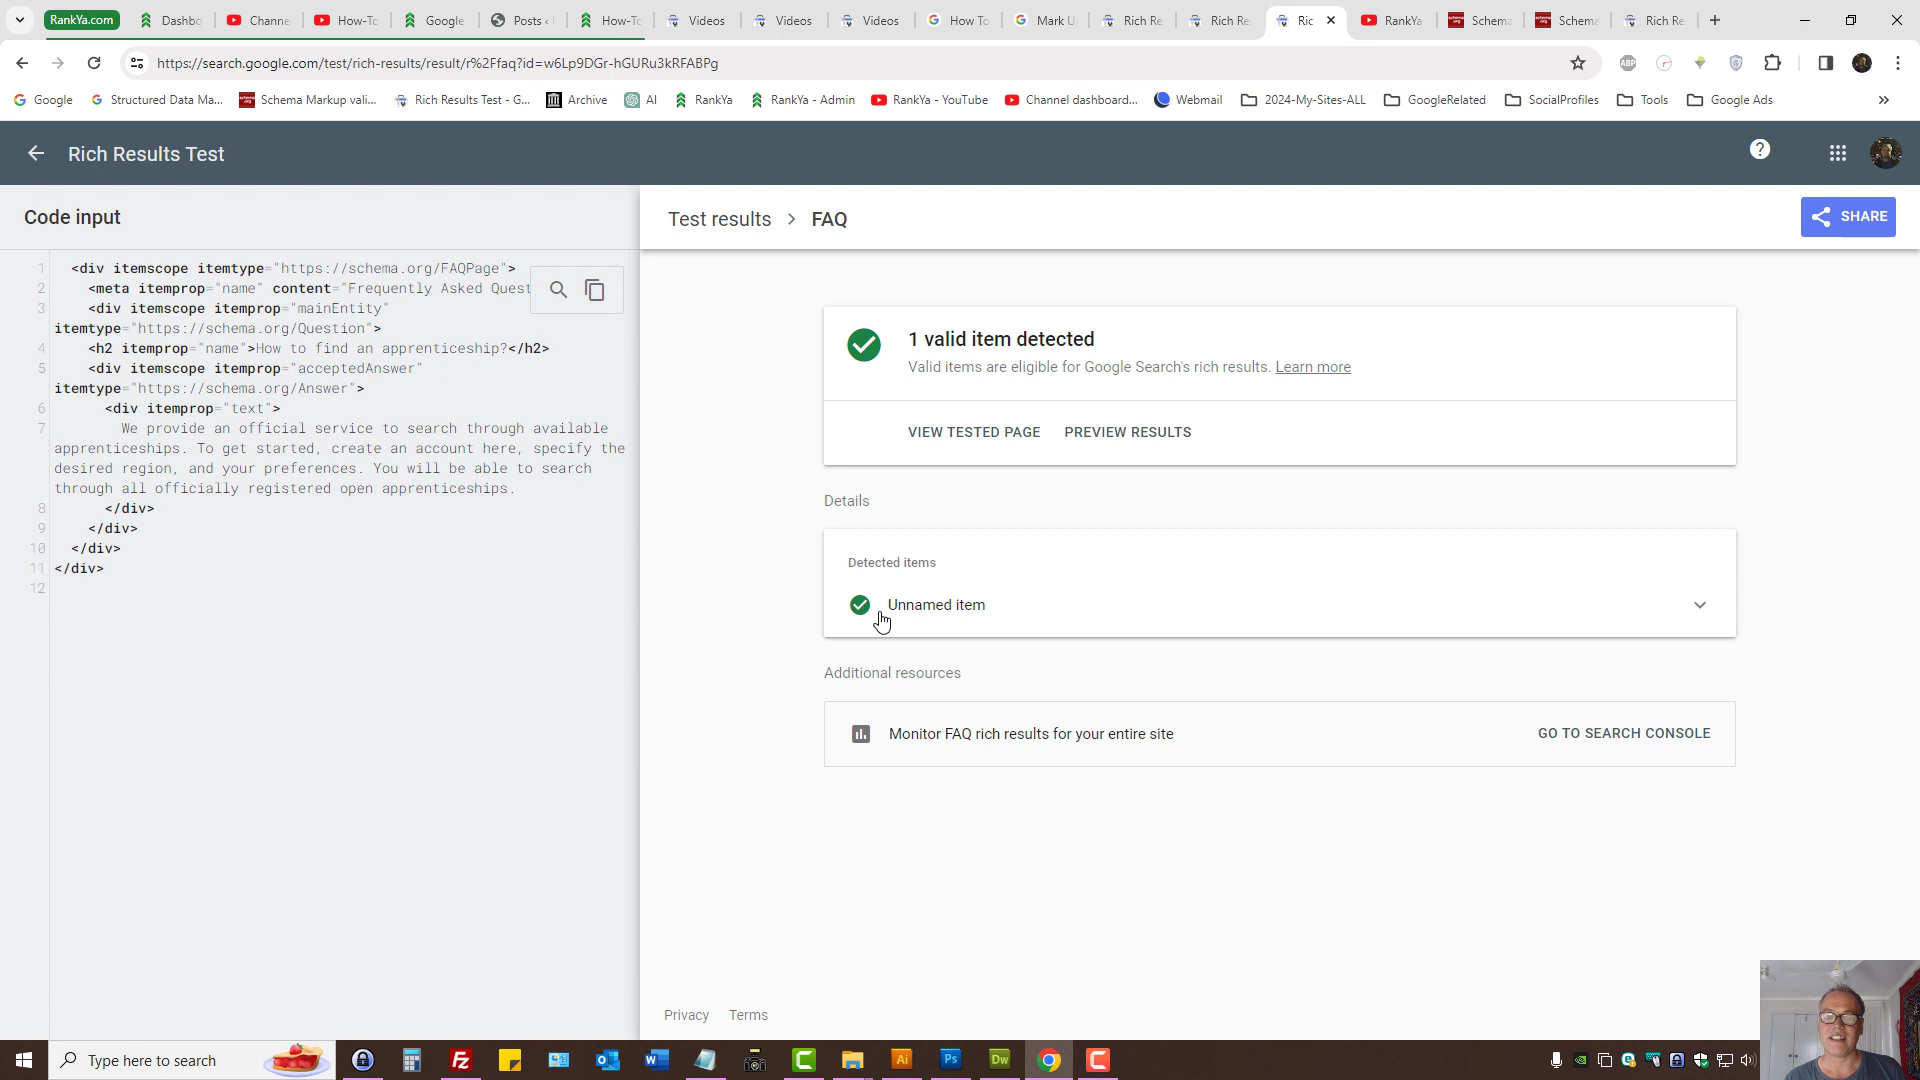 RankYa.com
Dashbo
Channe
How-To
Google
Posts ‹
How-To
Videos
Videos
Videos
How To
Mark U
Rich Re
Rich Re
Ric
RankYa
Schema
Schema
Rich Re
https://search.google.com/test/rich-results/result/r%2Ffaq?id=w6Lp9DGr-hGURu3kRFABPg
ABP
Google
Structured Data Ma...
Schema Markup vali...
Rich Results Test - G...
Archive
AI
RankYa
RankYa - Admin
RankYa - YouTube
Channel dashboard...
Webmail
2024-My-Sites-ALL
GoogleRelated
SocialProfiles
Tools
Google Ads
Rich Results Test
Code input
Test results > FAQ
SHARE
1 <div itemscope itemtype="https://schema.org/FAQPage">
2 <meta itemprop="name" content="Frequently Asked Quest
3 <div itemscope itemprop="mainEntity"
itemtype="https://schema.org/Question">
4 <h2 itemprop="name">How to find an apprenticeship?</h2>
5 <div itemscope itemprop="acceptedAnswer"
itemtype="https://schema.org/Answer">
6 <div itemprop="text">
7 We provide an official service to search through available
apprenticeships. To get started, create an account here, specify the
desired region, and your preferences. You will be able to search
through all officially registered open apprenticeships.
8 </div>
9 </div>
10 </div>
11 </div>
12
1 valid item detected
Valid items are eligible for Google Search's rich results. Learn more
VIEW TESTED PAGE PREVIEW RESULTS
Details
Detected items
Unnamed item
Additional resources
Monitor FAQ rich results for your entire site
GO TO SEARCH CONSOLE
Privacy Terms
Type here to search
Fz
Ai
Ps
Dw